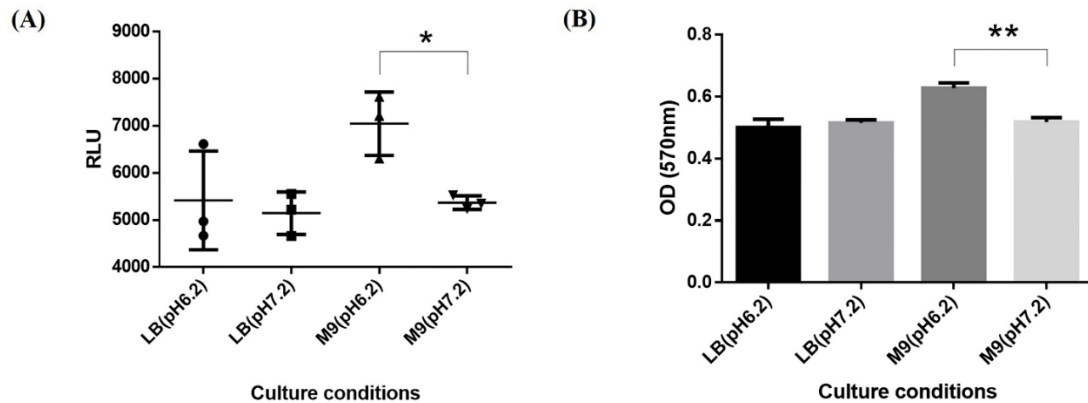 (A)
RLU
9000
8000
7000
6000
5000
4000
*
LB(pH6.2)
LB(pH7.2)
M9(pH6.2)
M9(pH7.2)
Culture conditions
(B)
OD (570nm)
0.8
0.6
0.4
0.2
0.0
**
LB(pH6.2)
LB(pH7.2)
M9(pH6.2)
M9(pH7.2)
Culture conditions